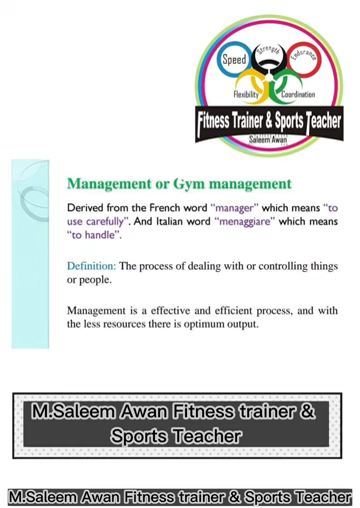 Speed
Strength
Endurance
Flexibility
Coordination
Fitness Trainer & Sports Teacher
Saleem Awan
Management or Gym management
Derived from the French word “manager” which means “to
use carefully”. And Italian word “menaggiare” which means
“to handle”.
Definition: The process of dealing with or controlling things
or people.
Management is a effective and efficient process, and with
the less resources there is optimum output.
M.Saleem Awan Fitness trainer &
Sports Teacher
M.Saleem Awan Fitness trainer & Sports Teacher